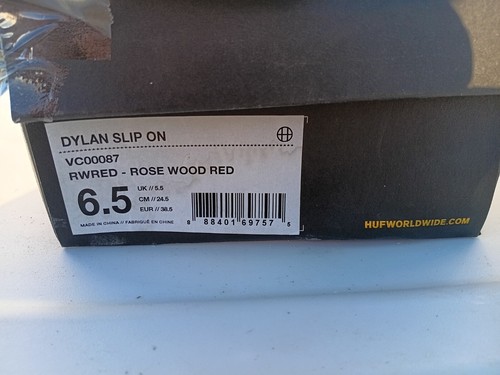 DYLAN SLIP ON
VC00087
RWRED - ROSE WOOD RED
6.5
UK // 5.5
CM // 24.5
EUR // 38.5
MADE IN CHINA // FABRIQUÉ EN CHINE
8 88401 69757 5
HUFWORLDWIDE.COM